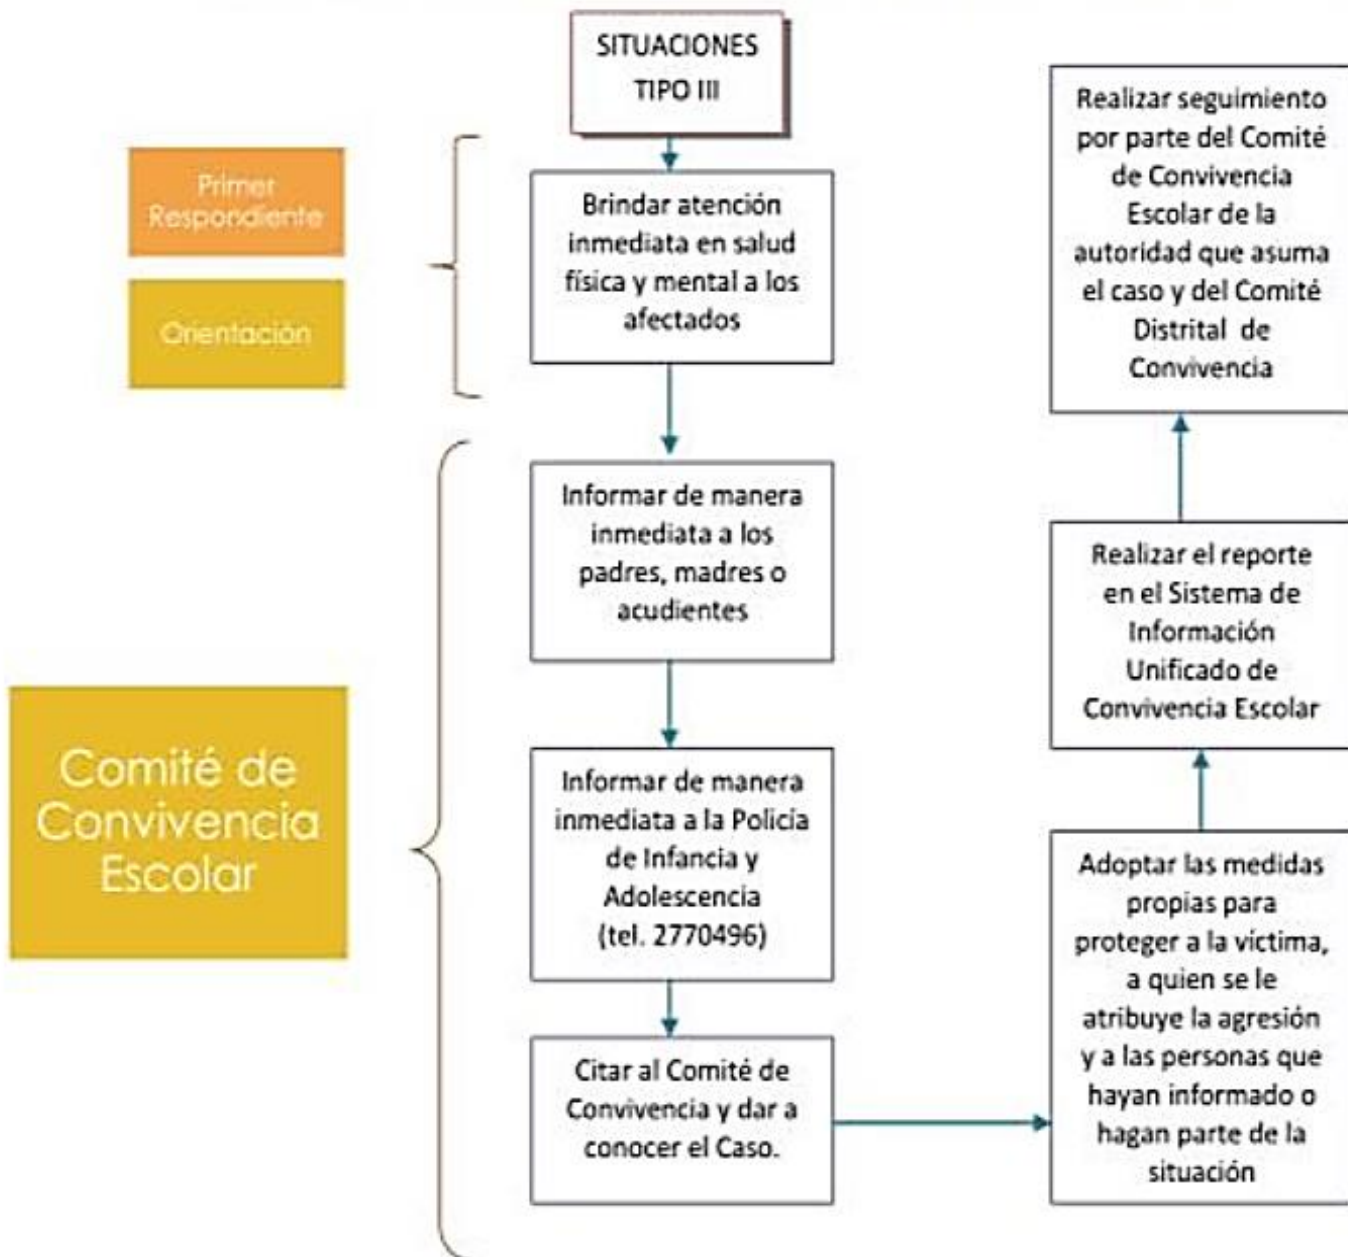 SITUACIONES
TIPO III
Primer
Respondiente
Orientación
Brindar atención
inmediata en salud
física y mental a los
afectados
Informar de manera
inmediata a los
padres, madres o
acudientes
Comité de
Convivencia
Escolar
Informar de manera
inmediata a la Policía
de Infancia y
Adolescencia
(tel. 2770496)
Citar al Comité de
Convivencia y dar a
conocer el Caso.
Adoptar las medidas
propias para
proteger a la víctima,
a quien se le
atribuye la agresión
y a las personas que
hayan informado o
hagan parte de la
situación
Realizar el reporte
en el Sistema de
Información
Unificado de
Convivencia Escolar
Realizar seguimiento
por parte del Comité
de Convivencia
Escolar de la
autoridad que asuma
el caso y del Comité
Distrital de
Convivencia